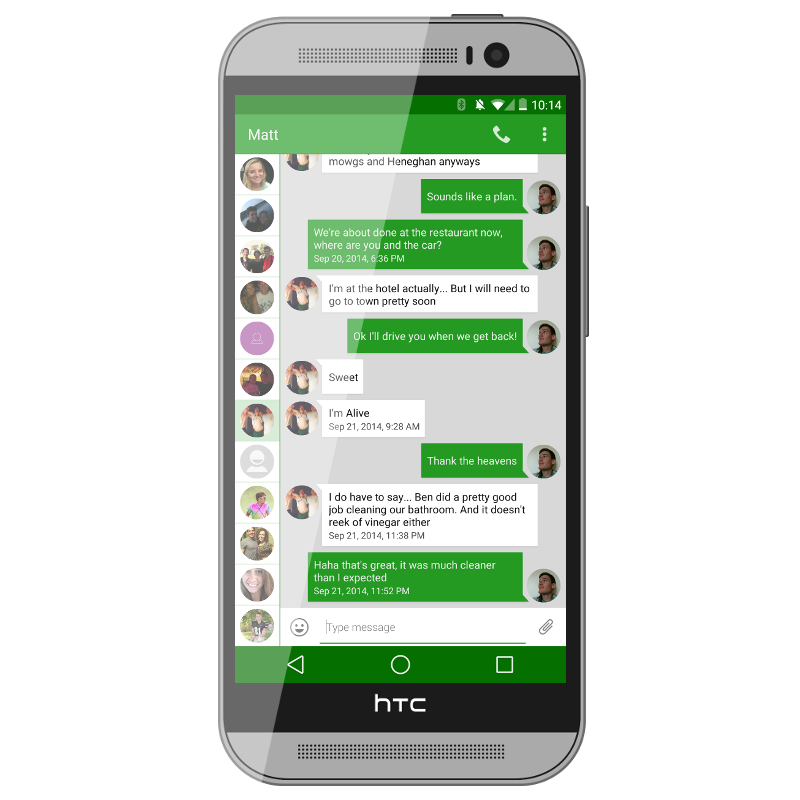 10:14
Matt
mowgs and Heneghan anyways
Sounds like a plan.
We're about done at the restaurant now,
where are you and the car?
Sep 20, 2014, 6:36 PM
I'm at the hotel actually... But I will need to
go to town pretty soon
Ok I'll drive you when we get back!
Sweet
I'm Alive
Sep 21, 2014, 9:28 AM
Thank the heavens
I do have to say... Ben did a pretty good
job cleaning our bathroom. And it doesn't
reek of vinegar either
Sep 21, 2014, 11:38 PM
Haha that's great, it was much cleaner
than I expected
Sep 21, 2014, 11:52 PM
Type message
hTC